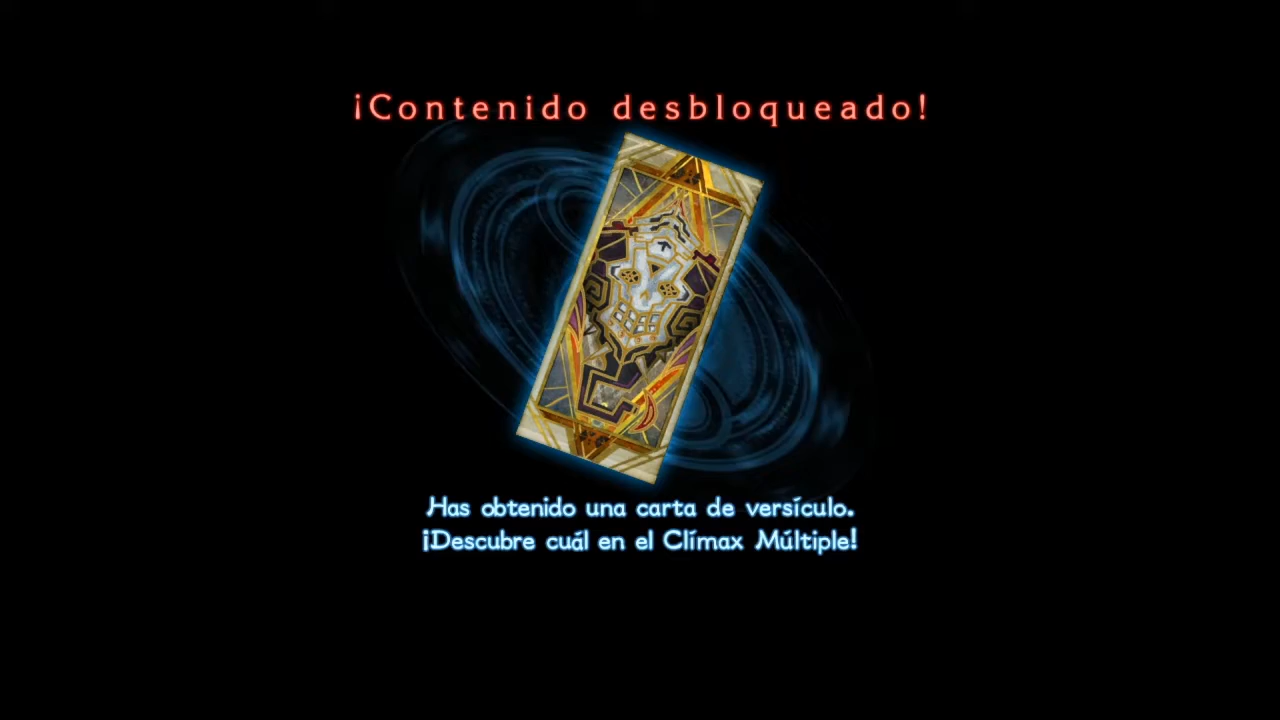 ¡Contenido desbloqueado!
Has obtenido una carta de versículo.
¡Descubre cuál en el Clímax Múltiple!